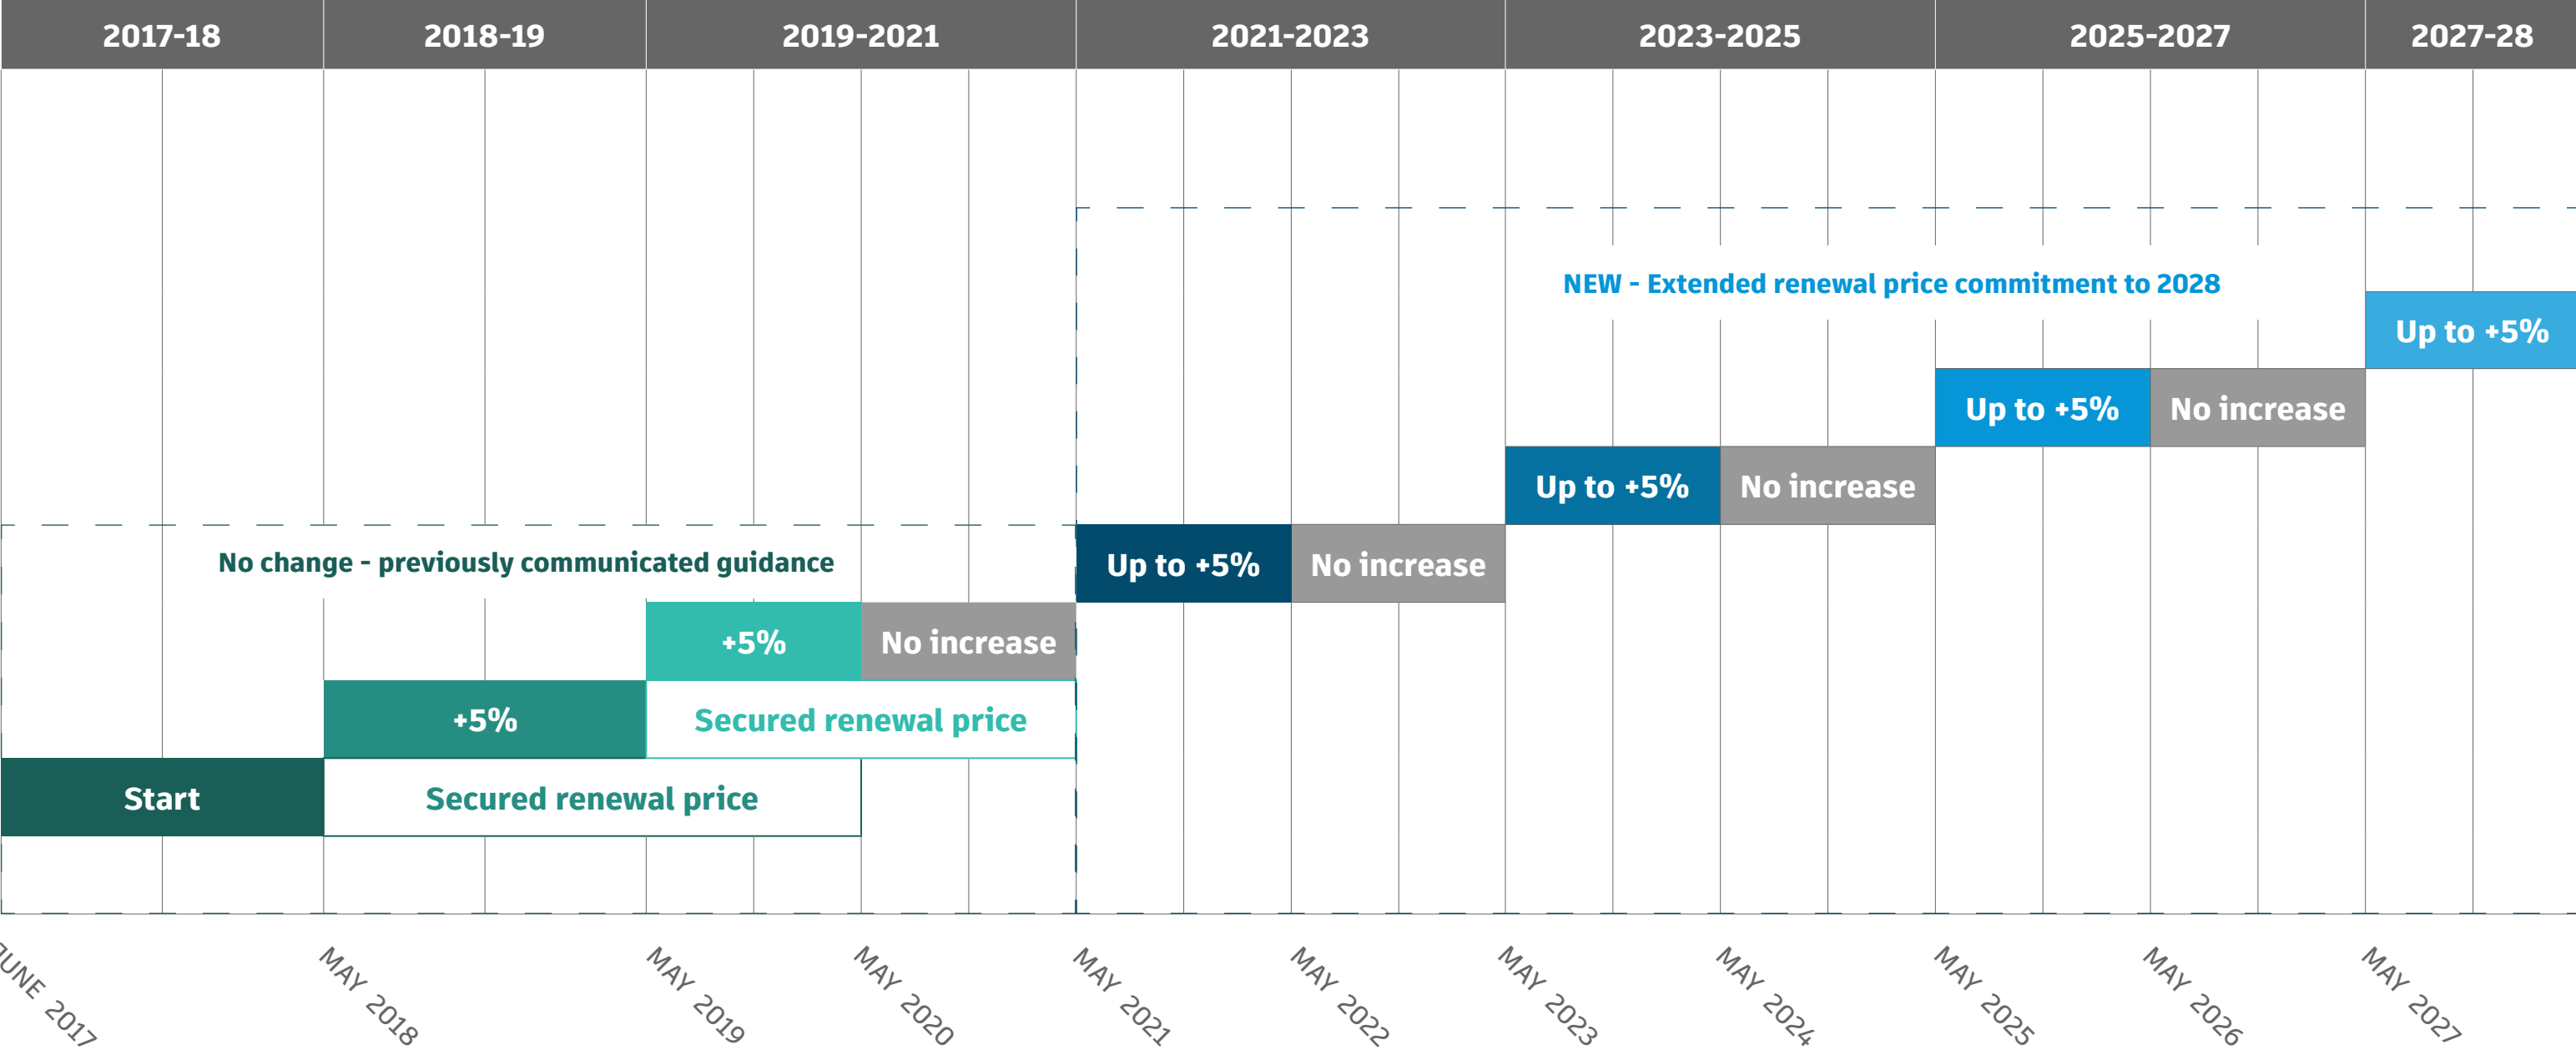 2017-18
2018-19
2019-2021
2021-2023
2023-2025
2025-2027
2027-28
NEW - Extended renewal price commitment to 2028
Up to +5%
Up to +5%
No increase
Up to +5%
No increase
No change - previously communicated guidance
Up to +5%
No increase
+5%
No increase
+5%
Secured renewal price
Start
Secured renewal price
JUNE 2017
MAY 2018
MAY 2019
MAY 2020
MAY 2021
MAY 2022
MAY 2023
MAY 2024
MAY 2025
MAY 2026
MAY 2027